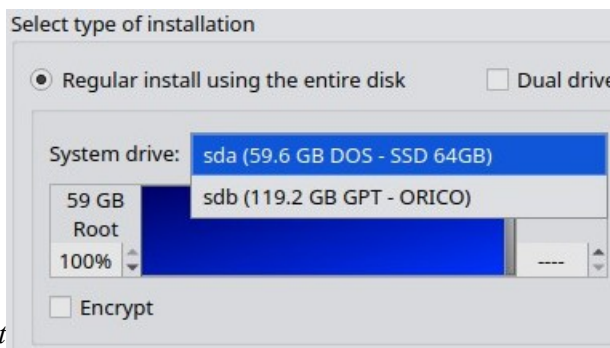 Select type of installation
Regular install using the entire disk Dual drive
System drive: sda (59.6 GB DOS - SSD 64GB)
sdb (119.2 GB GPT - ORICO)
59 GB
Root
100% ----
Encrypt
t